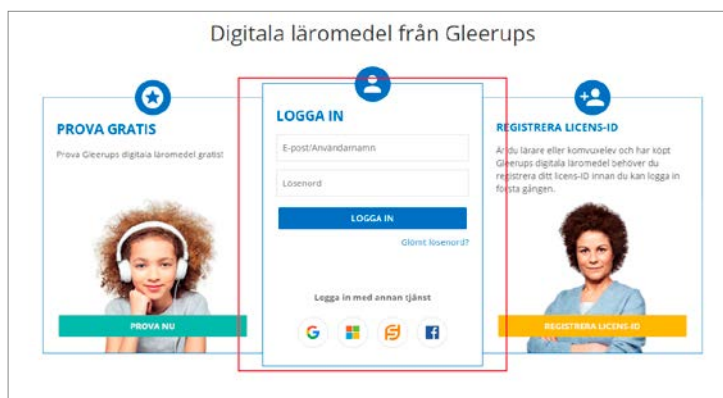 Digitala läromedel från Gleerups
PROVA GRATIS
Prova Gleerups digitala läromedel gratis!
PROVA NU
LOGGA IN
E-post/Användarnamn
Lösenord
LOGGA IN
Glömt lösenord?
Logga in med annan tjänst
REGISTRERA LICENS-ID
Är du lärare eller komvuxelev och har köpt
Gleerups digitala läromedel behöver du
registrera ditt licens-ID innan du kan logga in
första gången.
REGISTRERA LICENS-ID